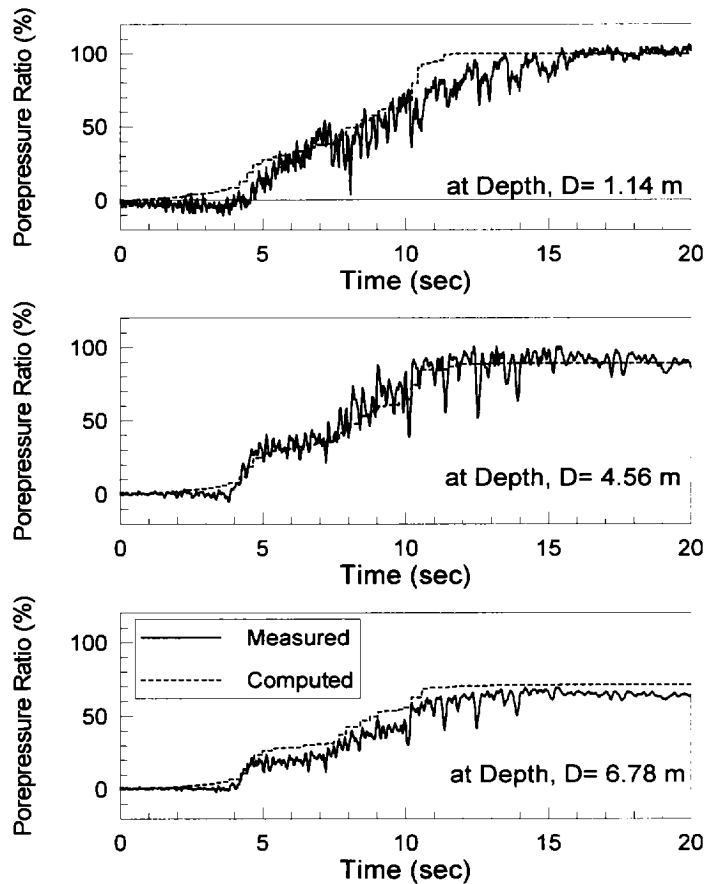 Porepressure Ratio (%)
100
50
0
at Depth, D= 1.14 m
0 5 10 15 20
Time (sec)
Porepressure Ratio (%)
100
50
0
at Depth, D= 4.56 m
0 5 10 15 20
Time (sec)
Porepressure Ratio (%)
100
50
0
Measured
Computed
at Depth, D= 6.78 m
0 5 10 15 20
Time (sec)